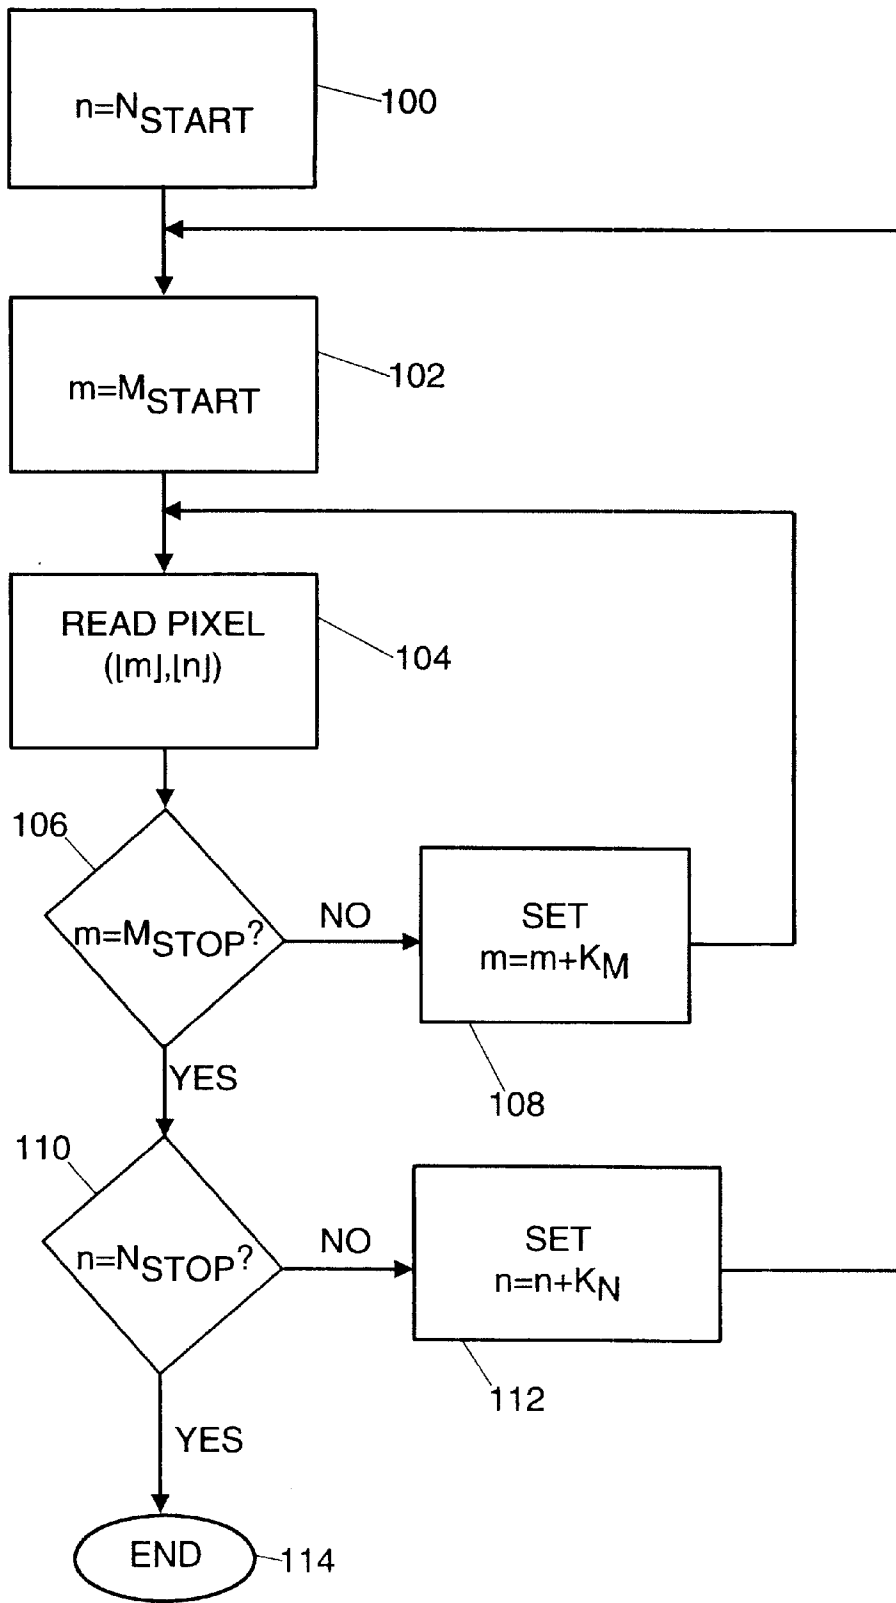 n=NSTART
100
m=MSTART
102
READ PIXEL
(⌊m⌋,⌊n⌋)
104
106
m=MSTOP?
NO
SET
m=m+KM
108
YES
110
n=NSTOP?
NO
SET
n=n+KN
112
YES
END
114